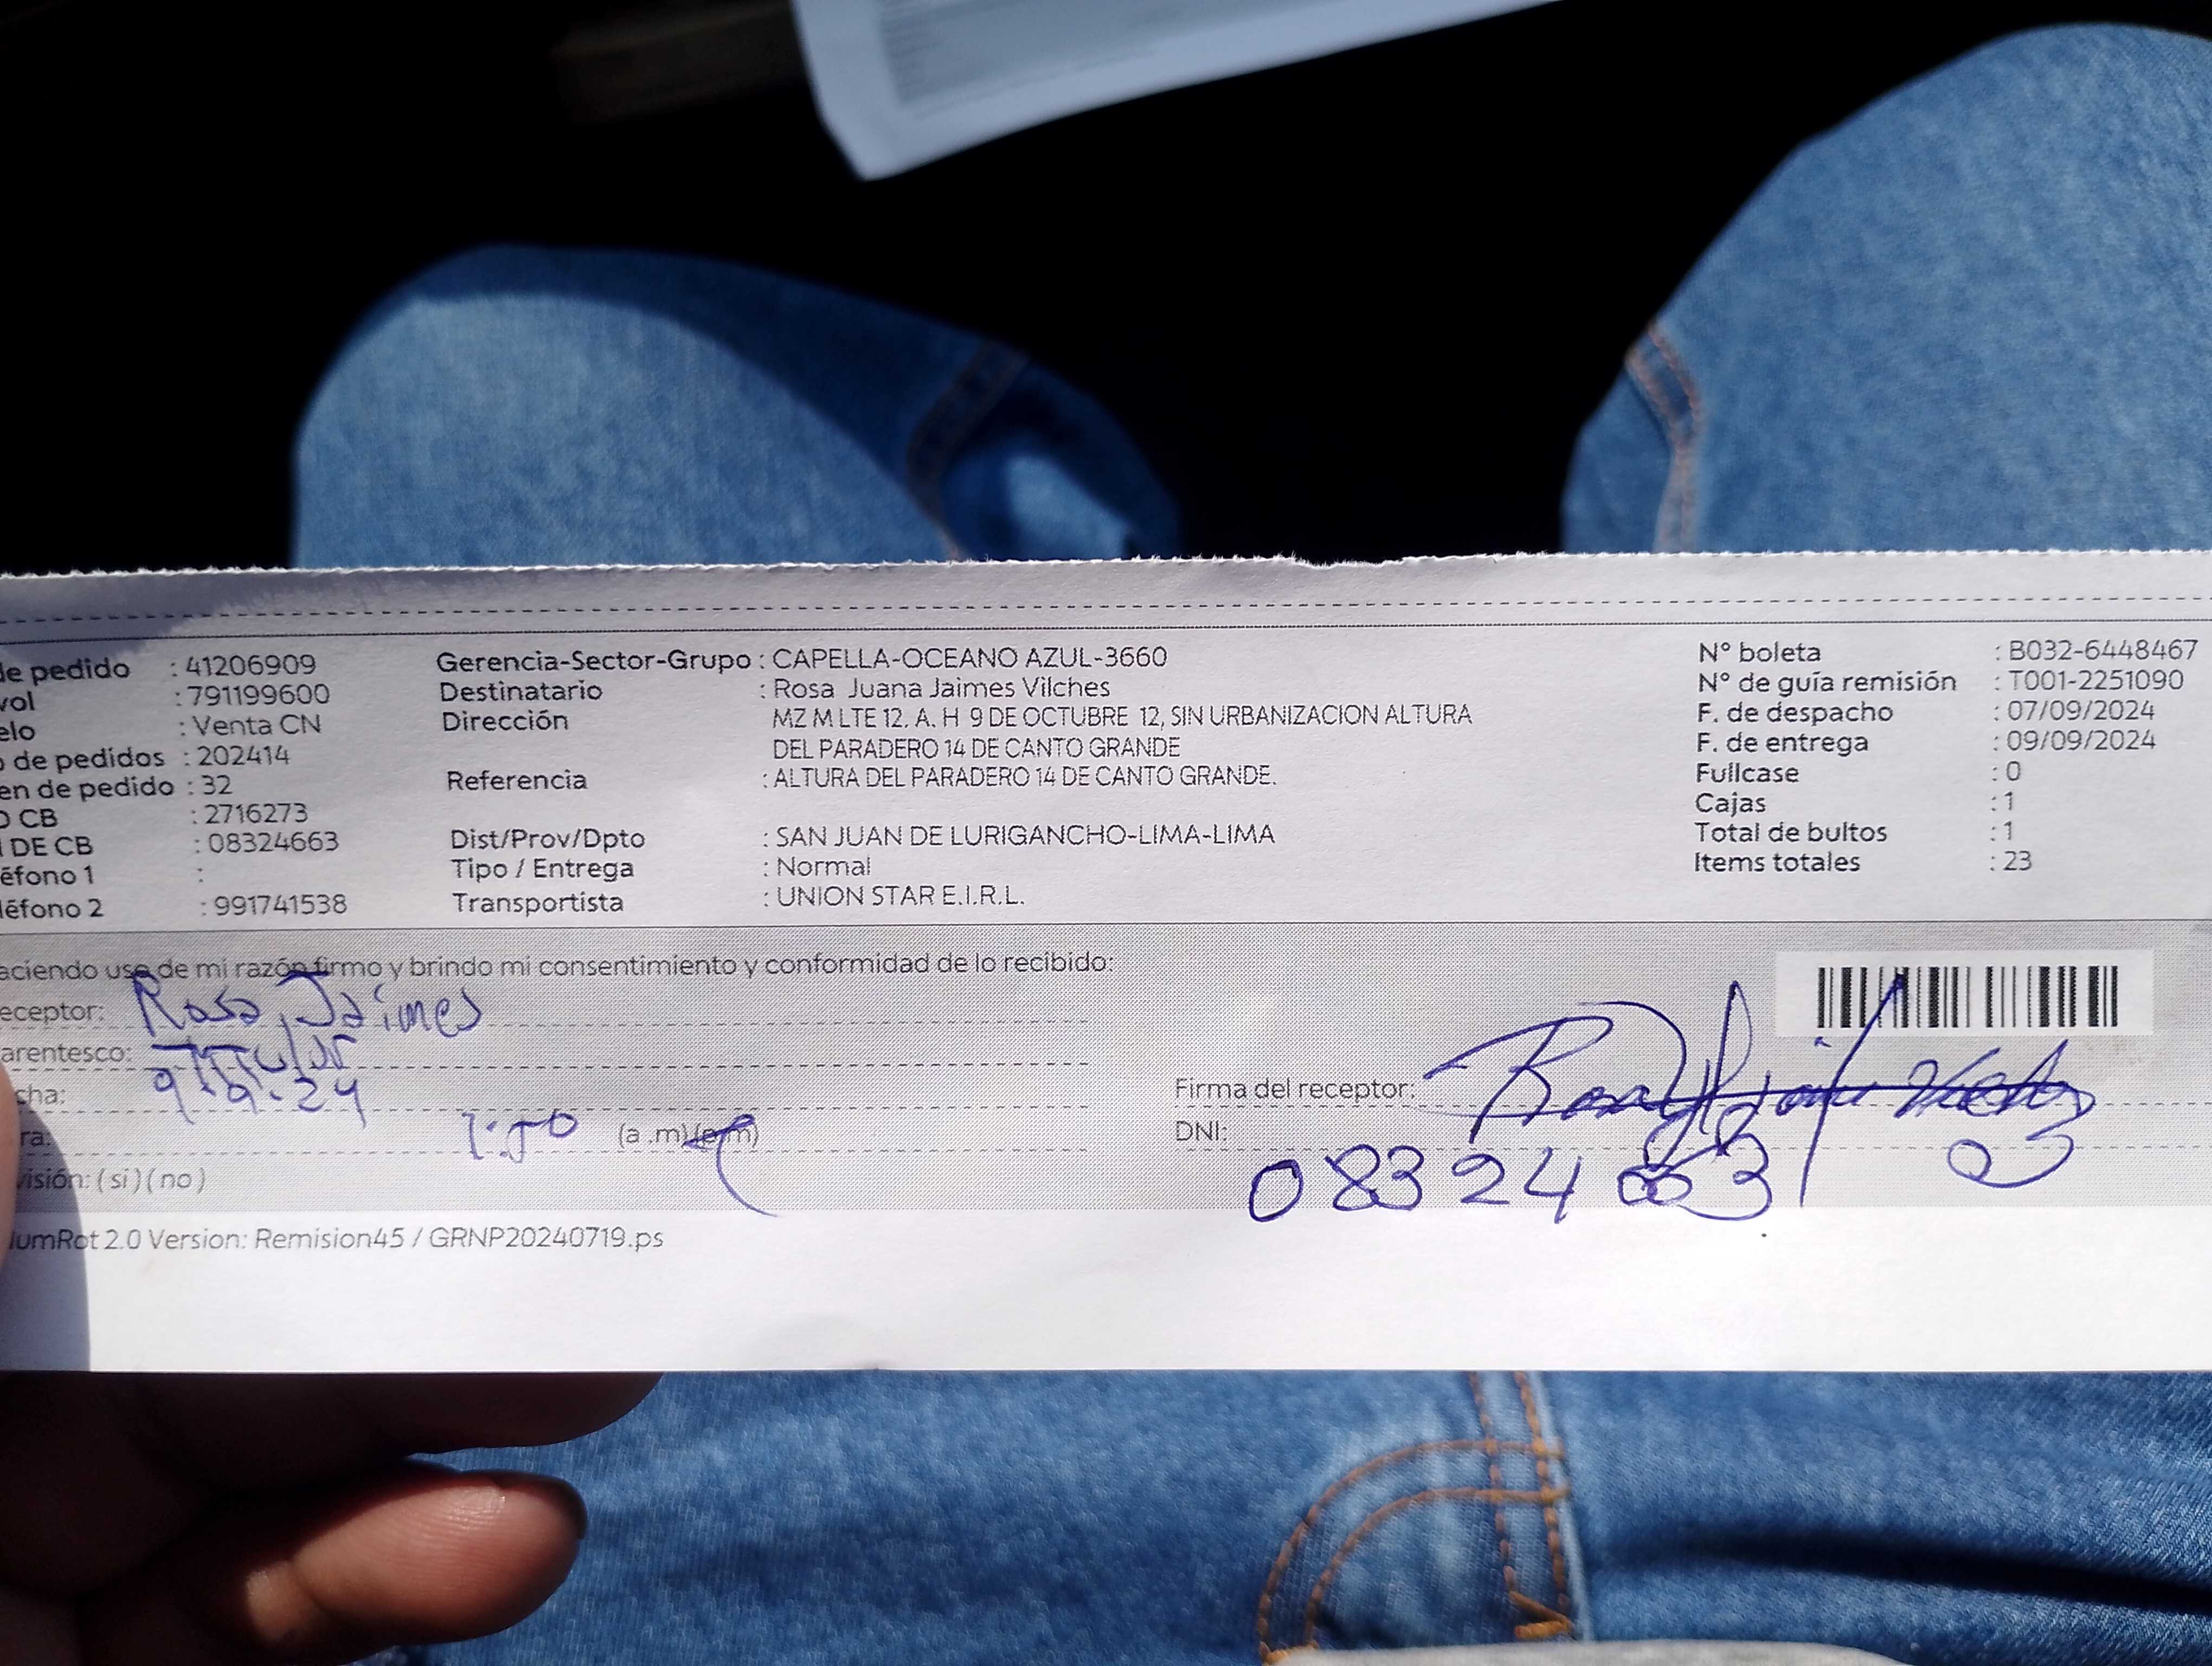 de pedido : 41206909
vol : 791199600
elo : Venta CN
o de pedidos : 202414
en de pedido : 32
O CB : 2716273
I DE CB : 08324663
éfono 1 :
léfono 2 : 991741538
Gerencia-Sector-Grupo : CAPELLA-OCEANO AZUL-3660
Destinatario : Rosa Juana Jaimes Vilches
Dirección MZ M LTE 12, A. H 9 DE OCTUBRE 12, SIN URBANIZACION ALTURA
DEL PARADERO 14 DE CANTO GRANDE
Referencia : ALTURA DEL PARADERO 14 DE CANTO GRANDE.
Dist/Prov/Dpto : SAN JUAN DE LURIGANCHO-LIMA-LIMA
Tipo / Entrega : Normal
Transportista : UNION STAR E.I.R.L.
N° boleta : B032-6448467
N° de guía remisión : T001-2251090
F. de despacho : 07/09/2024
F. de entrega : 09/09/2024
Fullcase : 0
Cajas : 1
Total de bultos : 1
Items totales : 23
aciendo uso de mi razón firmo y brindo mi consentimiento y conformidad de lo recibido:
eceptor: Rosa Jaimes
arentesco: Titular
cha: 9.9.24
ra: 1:50 (a .m) (p.m)
visión: ( si ) ( no )
Firma del receptor:
DNI: 08324663
umRot 2.0 Version: Remision45 / GRNP20240719.ps